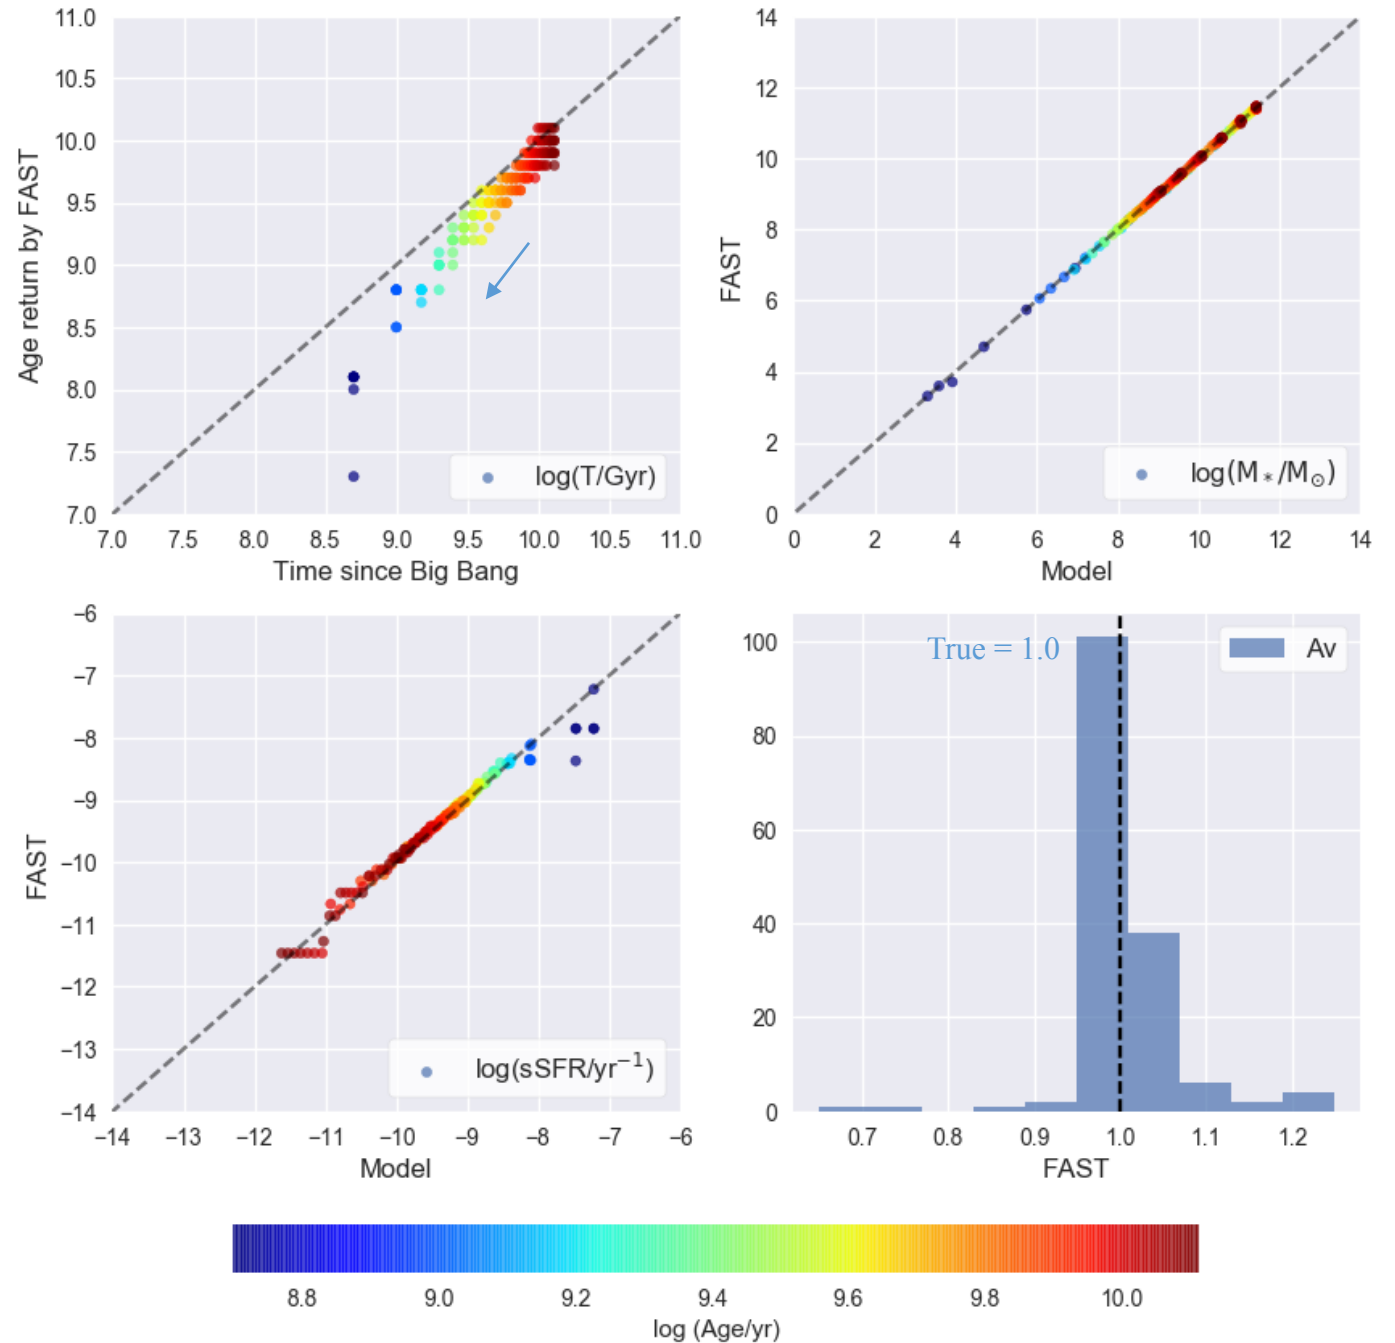 11.0
10.5
10.0
9.5
9.0
8.5
8.0
7.5
7.0
Age return by FAST
log(T/Gyr)
7.0 7.5 8.0 8.5 9.0 9.5 10.0 10.5 11.0
Time since Big Bang
14
12
10
8
6
4
2
0
FAST
log(M∗/M⊙)
0 2 4 6 8 10 12 14
Model
−6
−7
−8
−9
−10
−11
−12
−13
−14
FAST
log(sSFR/yr⁻¹)
−14 −13 −12 −11 −10 −9 −8 −7 −6
Model
100
80
60
40
20
0
True = 1.0
Av
0.7 0.8 0.9 1.0 1.1 1.2
FAST
8.8 9.0 9.2 9.4 9.6 9.8 10.0
log (Age/yr)